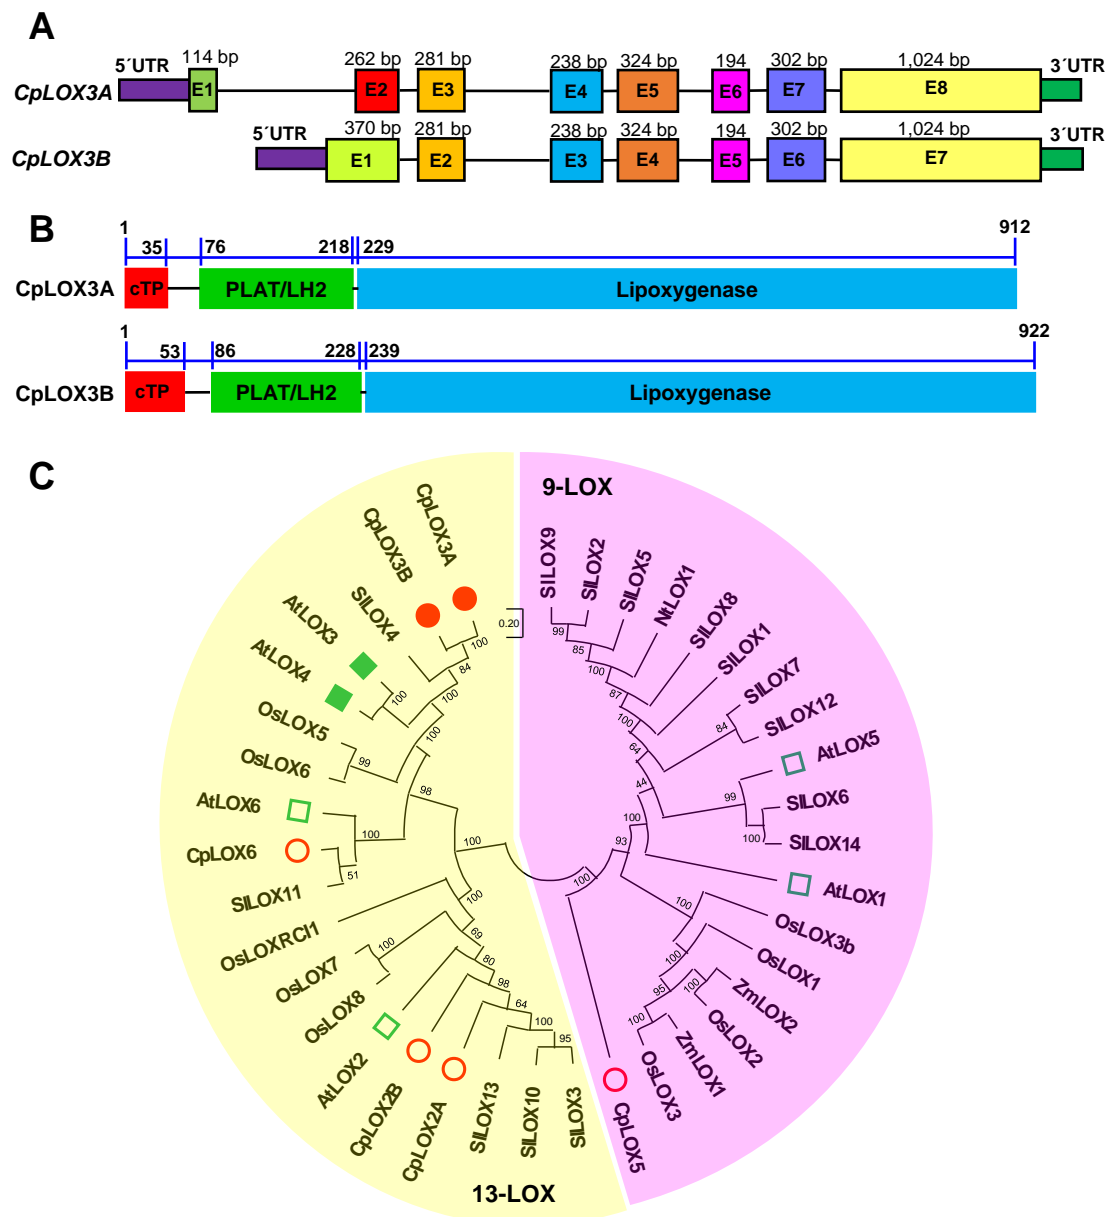 A
5´UTR 114 bp 262 bp 281 bp 238 bp 324 bp 194 302 bp 1,024 bp 3´UTR
CpLOX3A E1 E2 E3 E4 E5 E6 E7 E8
5´UTR 370 bp 281 bp 238 bp 324 bp 194 302 bp 1,024 bp 3´UTR
CpLOX3B E1 E2 E3 E4 E5 E6 E7
B
1 35 76 218 229 912
CpLOX3A cTP PLAT/LH2 Lipoxygenase
1 53 86 228 239 922
CpLOX3B cTP PLAT/LH2 Lipoxygenase
C
9-LOX
CpLOX3A
CpLOX3B
SlLOX4
AtLOX3
AtLOX4
OsLOX5
OsLOX6
AtLOX6
CpLOX6
SlLOX11
OsLOXRCI1
OsLOX7
OsLOX8
AtLOX2
CpLOX2B
CpLOX2A
SlLOX13
SlLOX10
SlLOX3
13-LOX
SlLOX9
SlLOX2
SlLOX5
NtLOX1
SlLOX8
SlLOX1
SlLOX7
SlLOX12
AtLOX5
SlLOX6
SlLOX14
AtLOX1
OsLOX3b
OsLOX1
ZmLOX2
OsLOX2
ZmLOX1
OsLOX3
CpLOX5
0.20
100
84
100
100
100
99
98
100
51
100
100
100
69
80
98
64
100
95
99
85
100
87
100
64
84
44
99
100
100
93
100
100
100
95
100
100